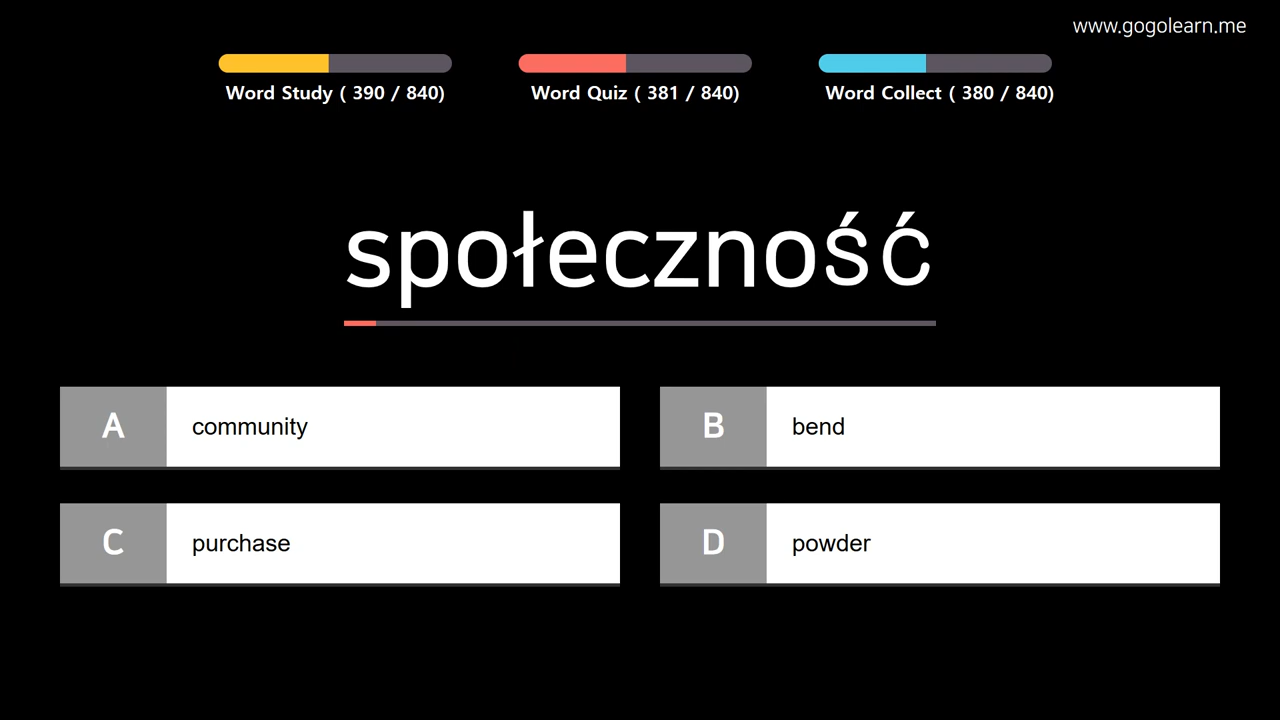 www.gogolearn.me
Word Study ( 390 / 840)
Word Quiz ( 381 / 840)
Word Collect ( 380 / 840)
społeczność
A community
B bend
C purchase
D powder